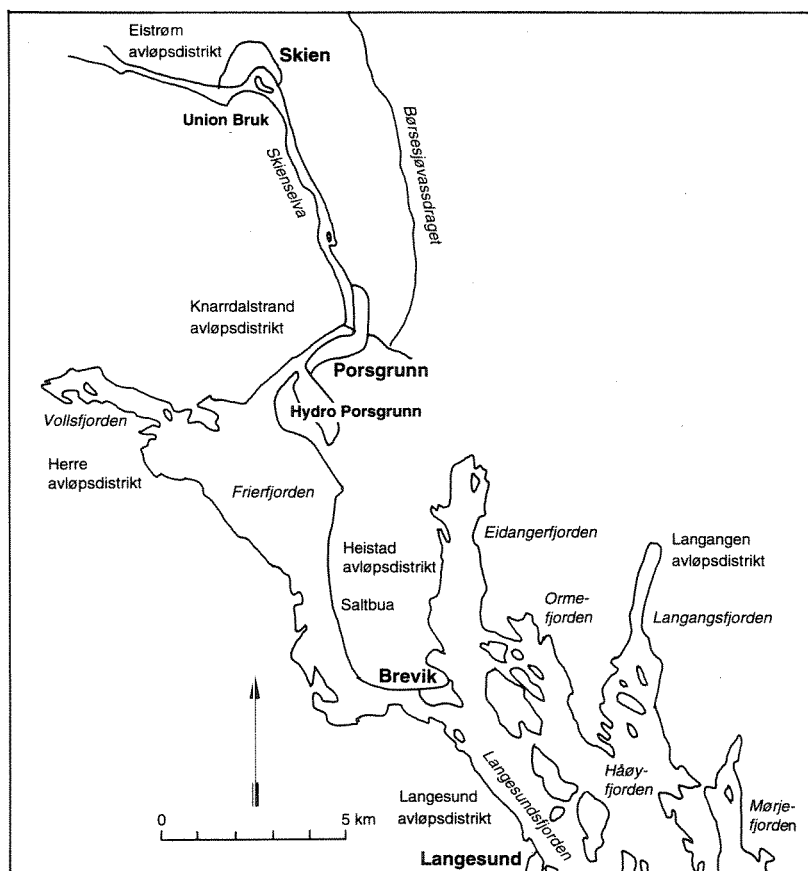 Elstrøm
avløpsdistrikt
Skien
Union Bruk
Skienselva
Børsesjøvassdraget
Knarrdalstrand
avløpsdistrikt
Porsgrunn
Hydro Porsgrunn
Vollsfjorden
Herre
avløpsdistrikt
Frierfjorden
Eidangerfjorden
Heistad
avløpsdistrikt
Langangen
avløpsdistrikt
Saltbua
Orme-
fjorden
Langangsfjorden
Brevik
Håøy-
fjorden
Mørje-
fjorden
Langesund
avløpsdistrikt
Langesundsfjorden
0 5 km
Langesund